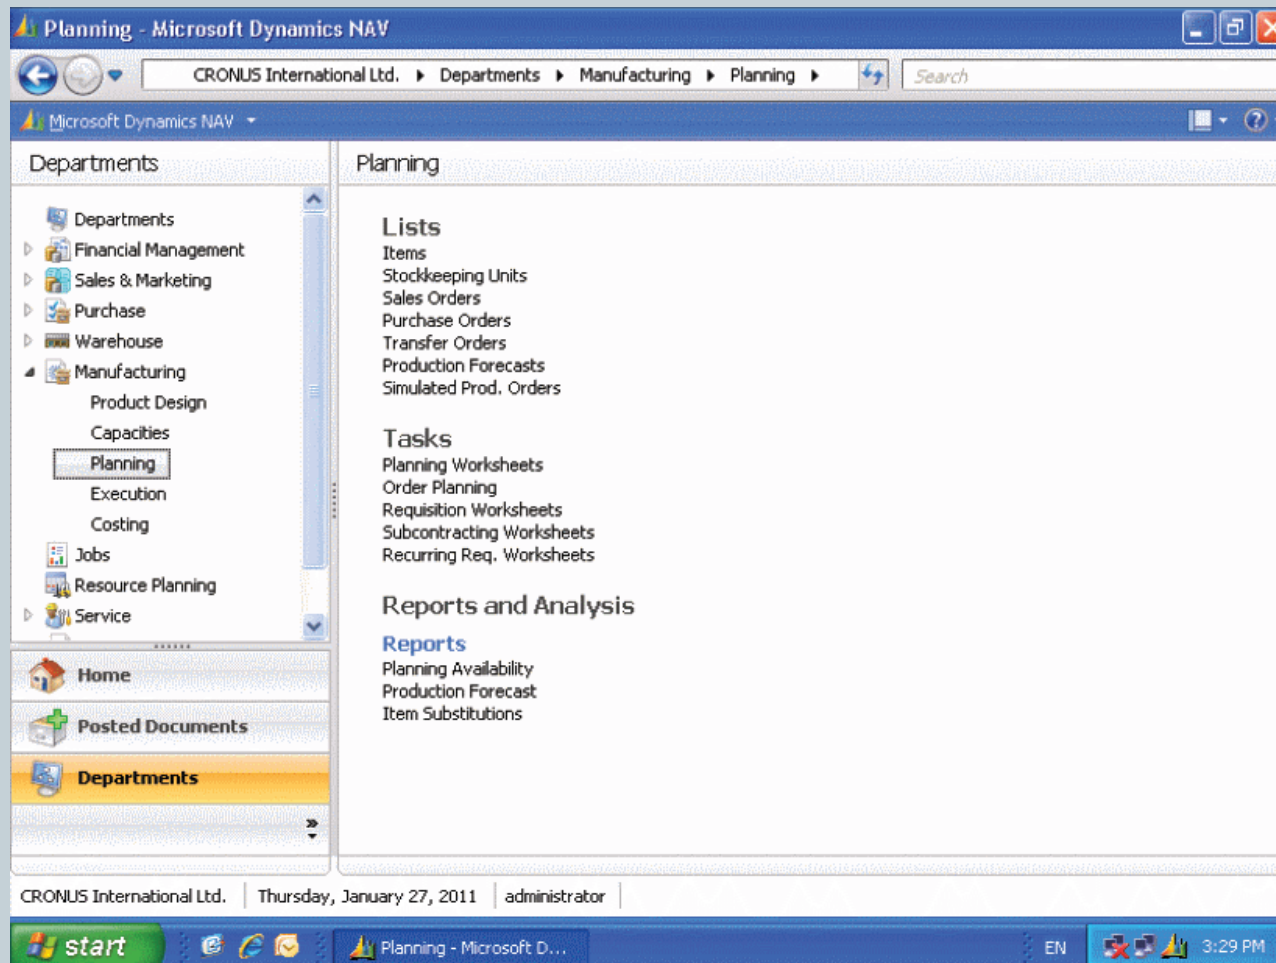 Planning - Microsoft Dynamics NAV
CRONUS International Ltd. Departments Manufacturing Planning
Search
Microsoft Dynamics NAV
Departments
Departments
Financial Management
Sales & Marketing
Purchase
Warehouse
Manufacturing
Product Design
Capacities
Planning
Execution
Costing
Jobs
Resource Planning
Service
Home
Posted Documents
Departments
Planning
Lists
Items
Stockkeeping Units
Sales Orders
Purchase Orders
Transfer Orders
Production Forecasts
Simulated Prod. Orders
Tasks
Planning Worksheets
Order Planning
Requisition Worksheets
Subcontracting Worksheets
Recurring Req. Worksheets
Reports and Analysis
Reports
Planning Availability
Production Forecast
Item Substitutions
CRONUS International Ltd. Thursday, January 27, 2011 administrator
start Planning - Microsoft D... EN 3:29 PM